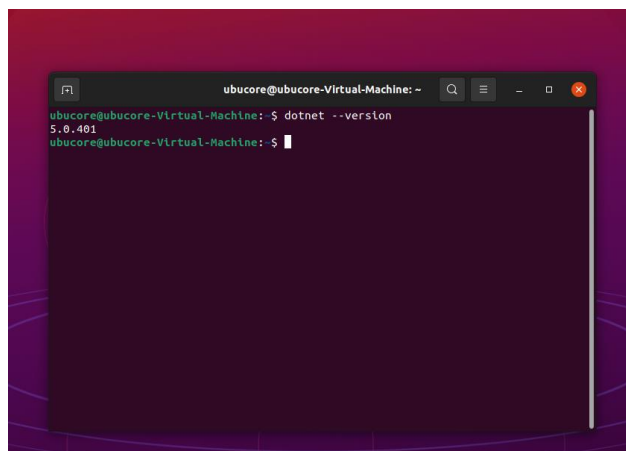 ubucore@ubucore-Virtual-Machine: ~
ubucore@ubucore-Virtual-Machine:~$ dotnet --version
5.0.401
ubucore@ubucore-Virtual-Machine:~$